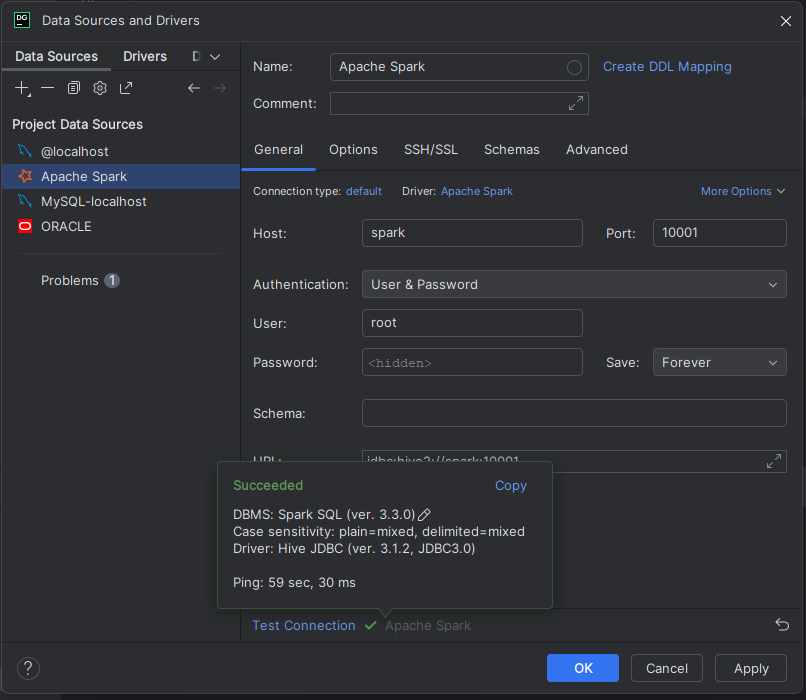 DG Data Sources and Drivers
Data Sources Drivers D
Name: Apache Spark Create DDL Mapping
Comment:
Project Data Sources
@localhost
Apache Spark
MySQL-localhost
ORACLE
Problems 1
General Options SSH/SSL Schemas Advanced
Connection type: default Driver: Apache Spark More Options
Host: spark Port: 10001
Authentication: User & Password
User: root
Password: <hidden> Save: Forever
Schema:
URL: jdbc:hive2://spark:10001
Succeeded Copy
DBMS: Spark SQL (ver. 3.3.0)
Case sensitivity: plain=mixed, delimited=mixed
Driver: Hive JDBC (ver. 3.1.2, JDBC3.0)
Ping: 59 sec, 30 ms
Test Connection Apache Spark
? OK Cancel Apply